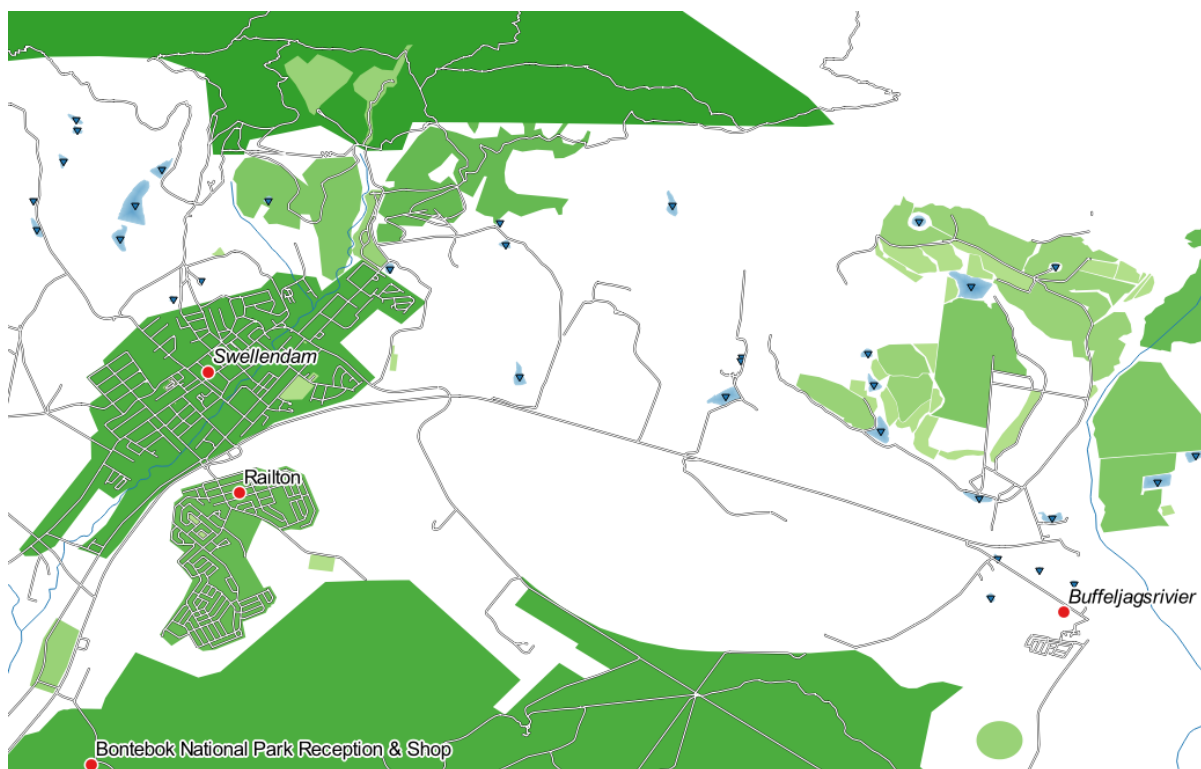 Swellendam
Railton
Buffeljagsrivier
Bontebok National Park Reception & Shop